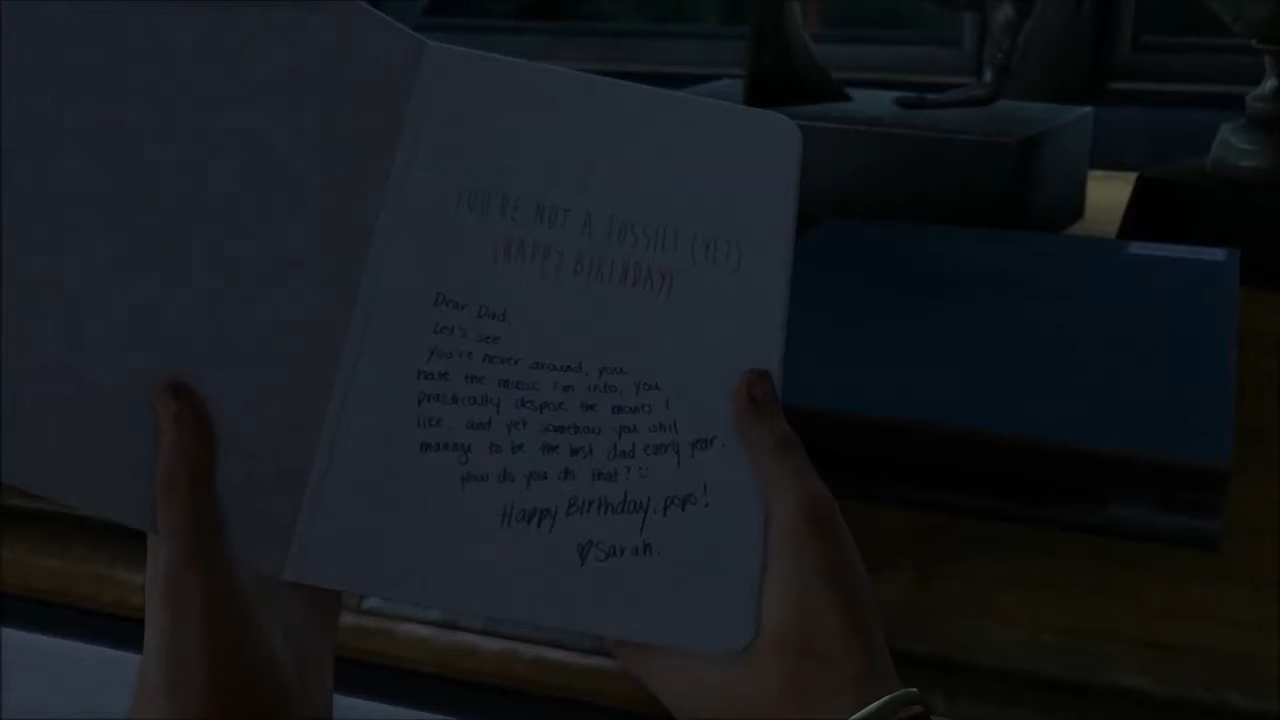 YOU'RE NOT A FOSSIL! (YET)
(HAPPY BIRTHDAY)
Dear Dad,
Let's see
you're never around, you
hate the music I'm into, you
practically despise the movies I
like, and yet somehow you still
manage to be the best dad every year.
How do you do that? :)
Happy Birthday, pops!
♡ Sarah.